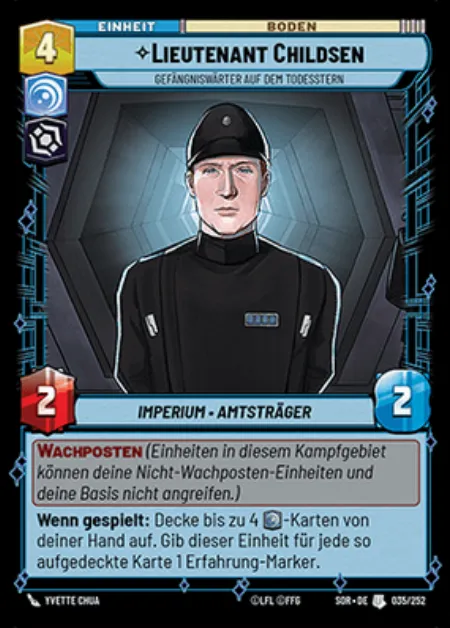 EINHEIT
BODEN
4
LIEUTENANT CHILDSEN
GEFÄNGNISWÄRTER AUF DEM TODESSTERN
2
IMPERIUM • AMTSTRÄGER
2
WACHPOSTEN (Einheiten in diesem Kampfgebiet
können deine Nicht-Wachposten-Einheiten und
deine Basis nicht angreifen.)
Wenn gespielt: Decke bis zu 4 -Karten von
deiner Hand auf. Gib dieser Einheit für jede so
aufgedeckte Karte 1 Erfahrung-Marker.
YVETTE CHUA
©LFL ©FFG
SOR • DE
035/252